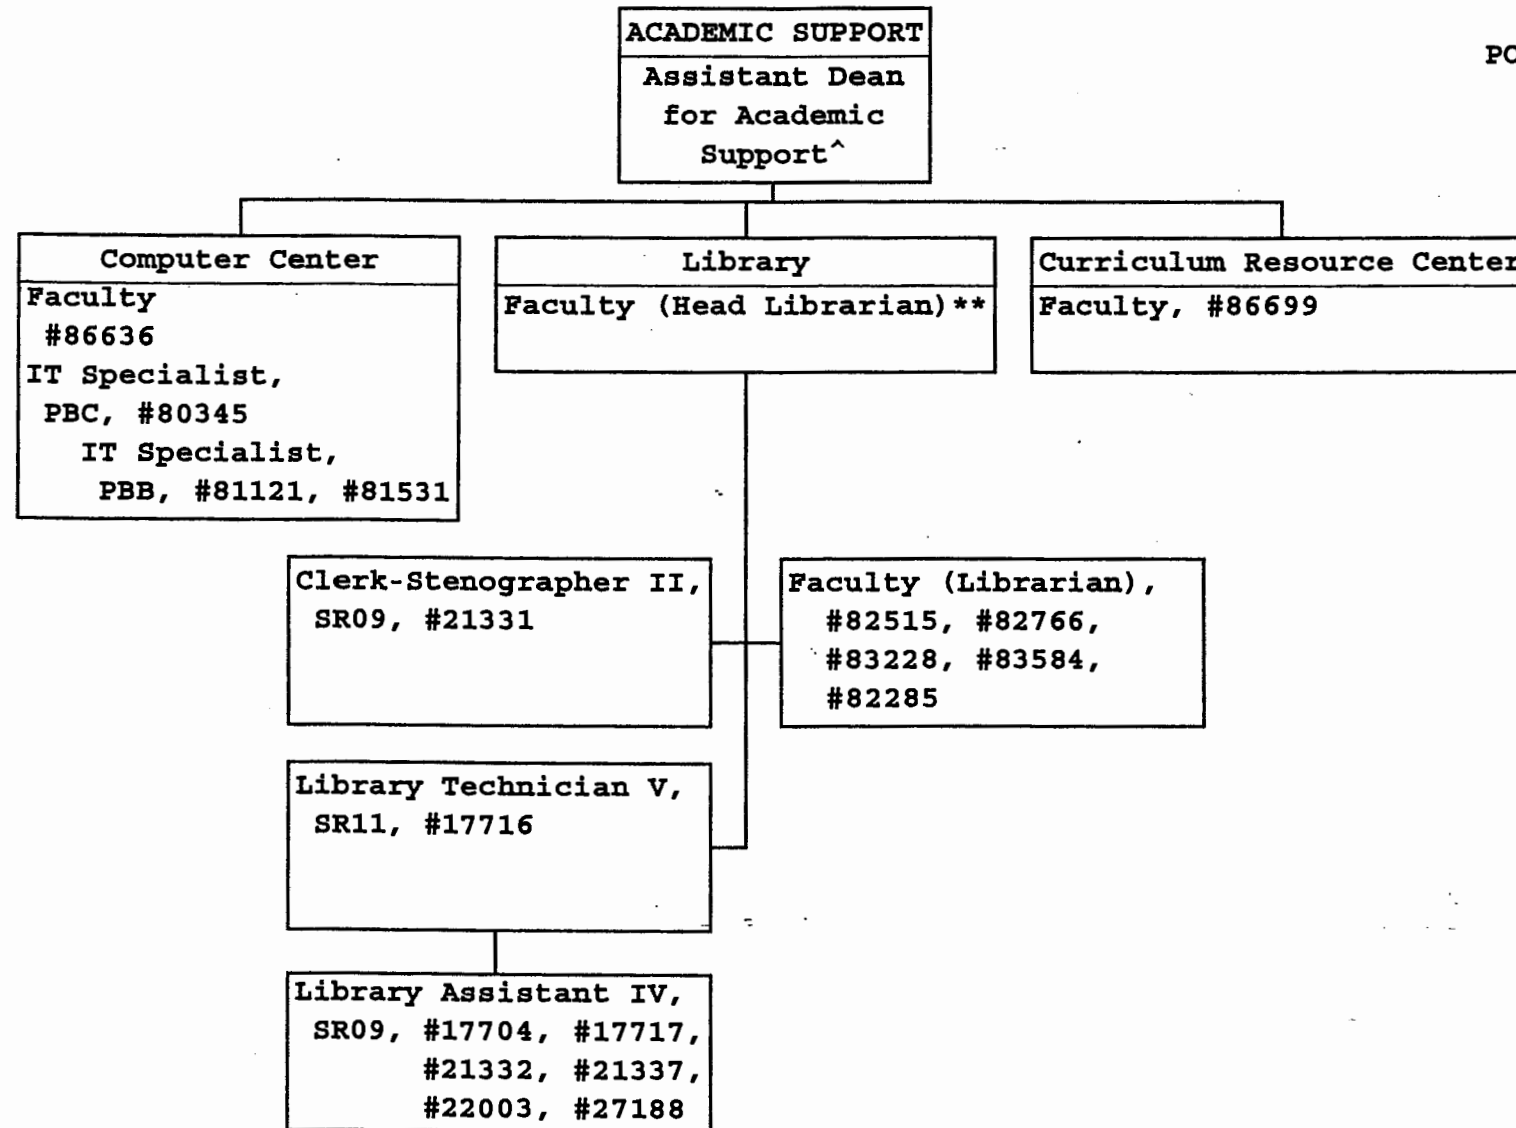 ACADEMIC SUPPORT
PO
Assistant Dean
for Academic
Support^
Computer Center
Library
Curriculum Resource Center
Faculty
#86636
IT Specialist,
PBC, #80345
IT Specialist,
PBB, #81121, #81531
Faculty (Head Librarian)**
Faculty, #86699
Clerk-Stenographer II,
SR09, #21331
Faculty (Librarian),
#82515, #82766,
#83228, #83584,
#82285
Library Technician V,
SR11, #17716
Library Assistant IV,
SR09, #17704, #17717,
#21332, #21337,
#22003, #27188